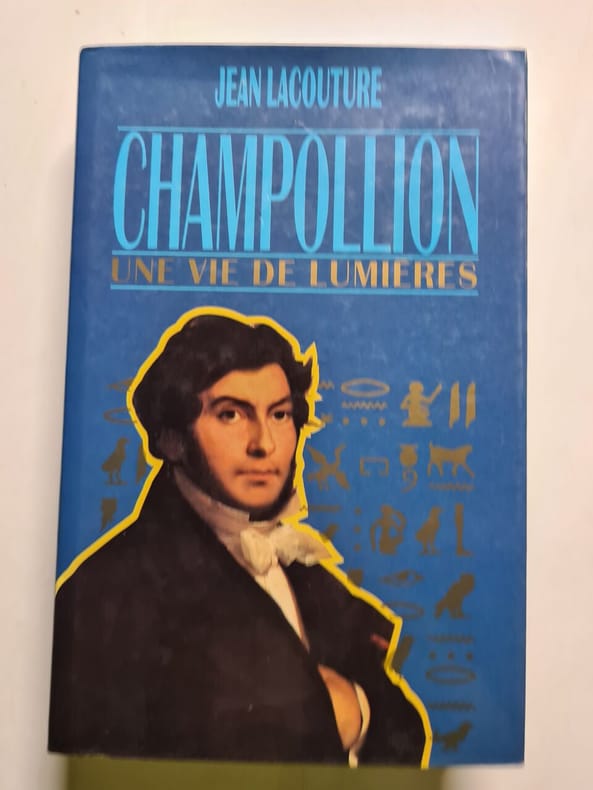 JEAN LACOUTURE
CHAMPOLLION
UNE VIE DE LUMIÈRES